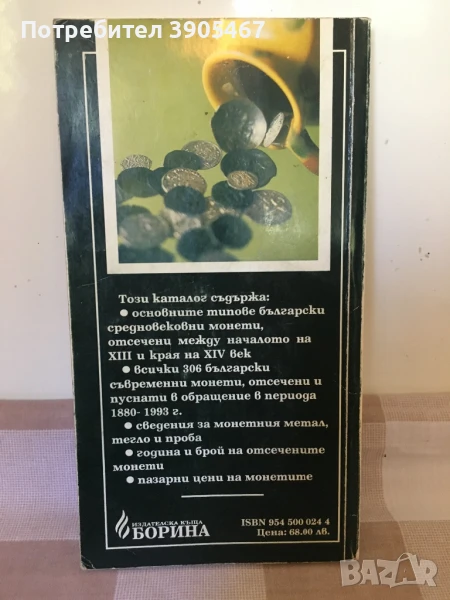 Потребител 3905467
Този каталог съдържа:
● основните типове български
средновековни монети,
отсечени между началото на
XIII и края на XIV век
● всички 306 български
съвременни монети, отсечени и
пуснати в обращение в периода
1880- 1993 г.
● сведения за монетния метал,
тегло и проба
● година и брой на отсечените
монети
● пазарни цени на монетите
ИЗДАТЕЛСКА КЪЩА
БОРИНА
ISBN 954 500 024 4
Цена: 68.00 лв.
BAZAR